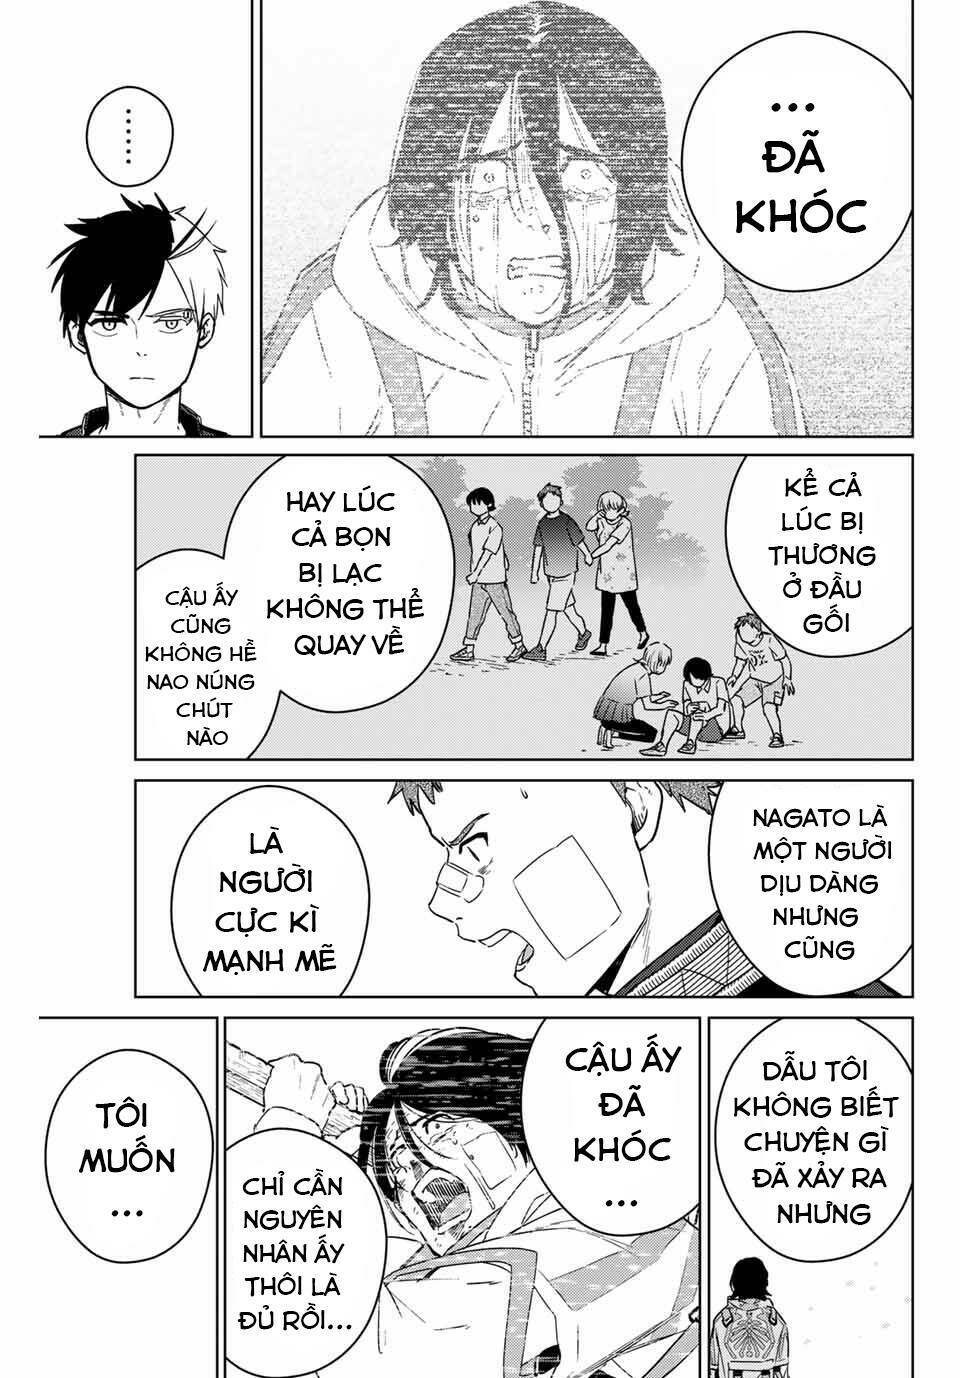 ...
ĐÃ
KHÓC
.......
KỂ CẢ
LÚC BỊ
THƯƠNG
Ở ĐẦU
GỐI
HAY LÚC
CẢ BỌN
BỊ LẠC
KHÔNG THỂ
QUAY VỀ
CẬU ẤY
CŨNG
KHÔNG HỀ
NAO NÚNG
CHÚT
NÀO
NAGATO LÀ
MỘT NGƯỜI
DỊU DÀNG
NHƯNG
CŨNG
LÀ
NGƯỜI
CỰC KÌ
MẠNH MẼ
DẪU TÔI
KHÔNG BIẾT
CHUYỆN GÌ
ĐÃ XẢY RA
NHƯNG
CẬU ẤY
ĐÃ
KHÓC
...
CHỈ CẦN
NGUYÊN
NHÂN ẤY
THÔI LÀ
ĐỦ RỒI...
TÔI
MUỐN
...